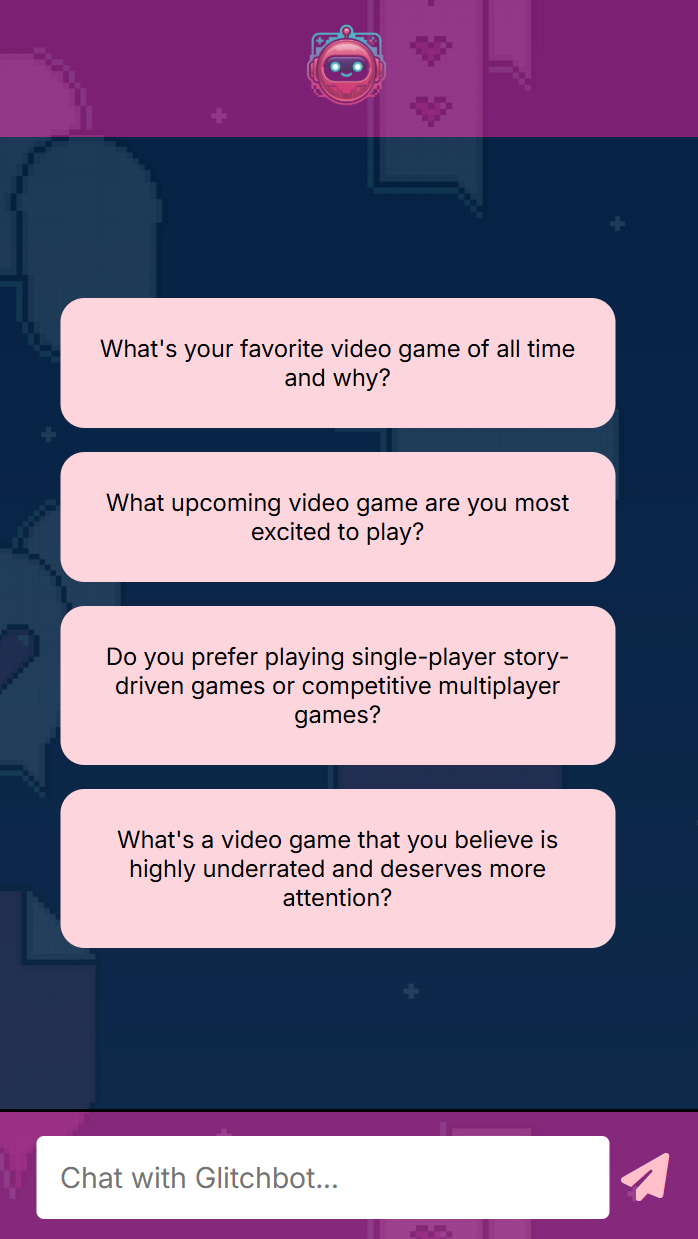 What's your favorite video game of all time
and why?
What upcoming video game are you most
excited to play?
Do you prefer playing single-player story-
driven games or competitive multiplayer
games?
What's a video game that you believe is
highly underrated and deserves more
attention?
Chat with Glitchbot...